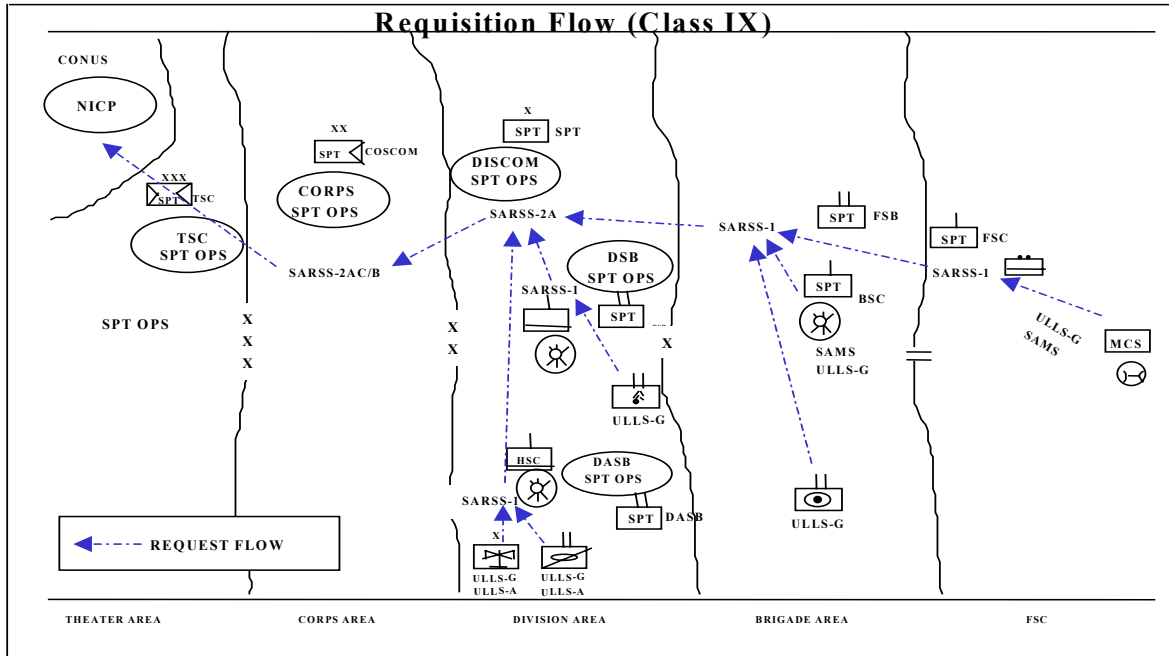 Requisition Flow (Class IX)
CONUS
NICP
XXX
SPT
TSC
TSC
SPT OPS
SPT OPS
X
X
X
XX
SPT
COSCOM
CORPS
SPT OPS
SARSS-2AC/B
X
X
X
SPT
SPT
DISCOM
SPT OPS
SARSS-2A
DSB
SPT OPS
SARSS-1
SPT
X
ULLS-G
HSC
DASB
SPT OPS
SARSS-1
SPT
DASB
X
ULLS-G
ULLS-A
ULLS-G
ULLS-A
SARSS-1
SPT
FSB
SPT
BSC
SAMS
ULLS-G
ULLS-G
SPT
FSC
SARSS-1
ULLS-G
SAMS
MCS
REQUEST FLOW
THEATER AREA
CORPS AREA
DIVISION AREA
BRIGADE AREA
FSC